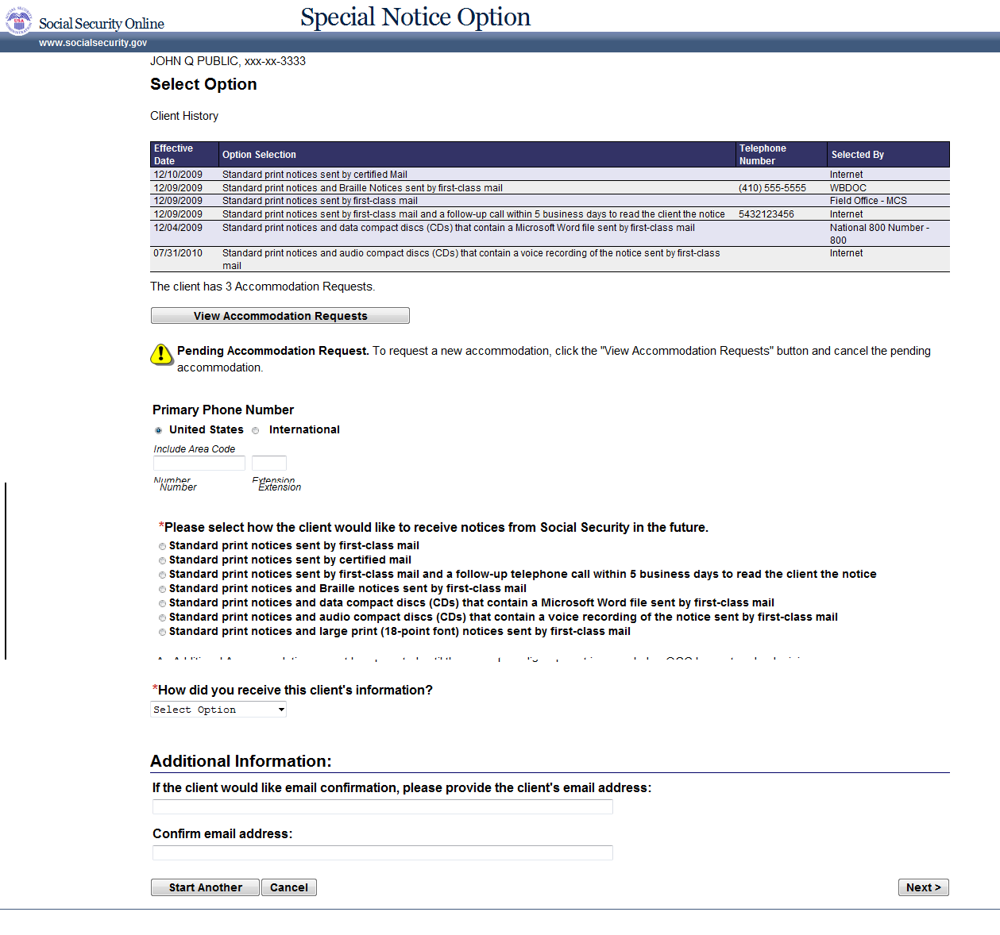 Social Security Online
Special Notice Option
www.socialsecurity.gov
JOHN Q PUBLIC, xxx-xx-3333
Select Option
Client History
Effective Date Option Selection Telephone Number Selected By
12/10/2009 Standard print notices sent by certified Mail Internet
12/09/2009 Standard print notices and Braille Notices sent by first-class mail (410) 555-5555 WBDOC
12/09/2009 Standard print notices sent by first-class mail Field Office - MCS
12/09/2009 Standard print notices sent by first-class mail and a follow-up call within 5 business days to read the client the notice 5432123456 Internet
12/04/2009 Standard print notices and data compact discs (CDs) that contain a Microsoft Word file sent by first-class mail National 800 Number -
800
07/31/2010 Standard print notices and audio compact discs (CDs) that contain a voice recording of the notice sent by first-class Internet
mail
The client has 3 Accommodation Requests.
View Accommodation Requests
Pending Accommodation Request. To request a new accommodation, click the "View Accommodation Requests" button and cancel the pending
accommodation.
Primary Phone Number
United States International
Include Area Code
Number Extension
Number Extension
*Please select how the client would like to receive notices from Social Security in the future.
Standard print notices sent by first-class mail
Standard print notices sent by certified mail
Standard print notices sent by first-class mail and a follow-up telephone call within 5 business days to read the client the notice
Standard print notices and Braille notices sent by first-class mail
Standard print notices and data compact discs (CDs) that contain a Microsoft Word file sent by first-class mail
Standard print notices and audio compact discs (CDs) that contain a voice recording of the notice sent by first-class mail
Standard print notices and large print (18-point font) notices sent by first-class mail
*How did you receive this client's information?
Select Option
Additional Information:
If the client would like email confirmation, please provide the client's email address:
Confirm email address:
Start Another Cancel Next >